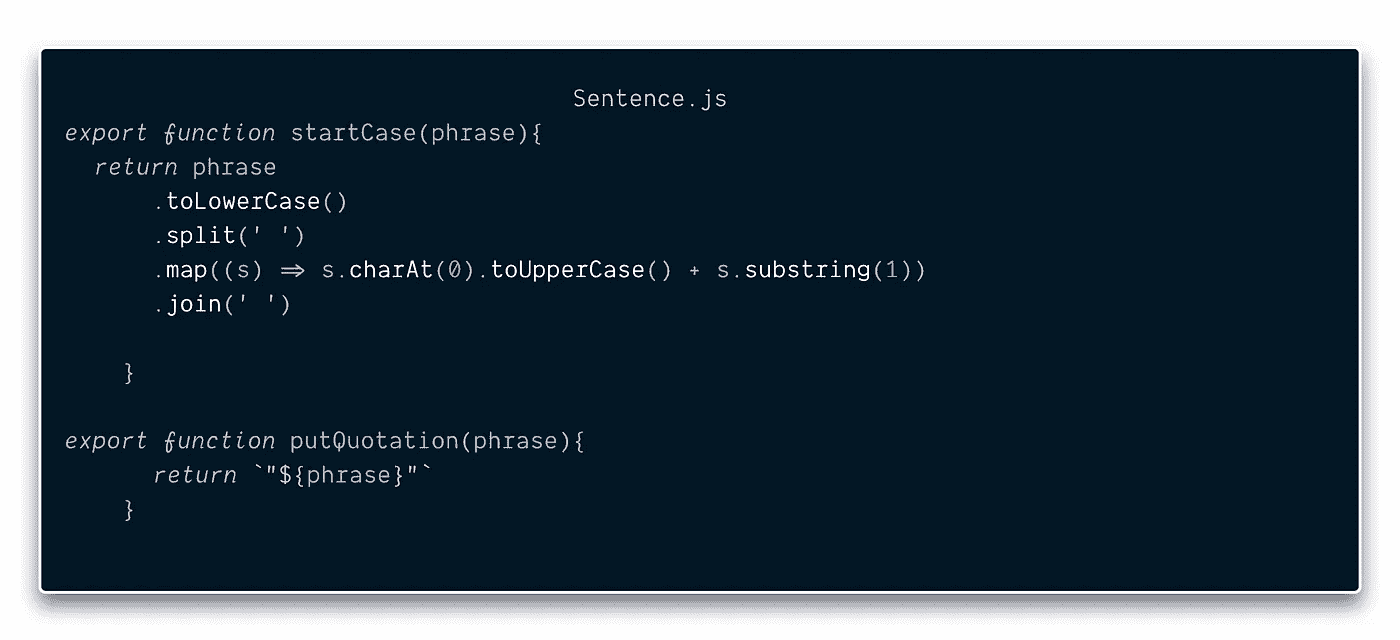 Sentence.js
export function startCase(phrase){
return phrase
.toLowerCase()
.split(' ')
.map((s) => s.charAt(0).toUpperCase() + s.substring(1))
.join(' ')
}
export function putQuotation(phrase){
return `"${phrase}"`
}